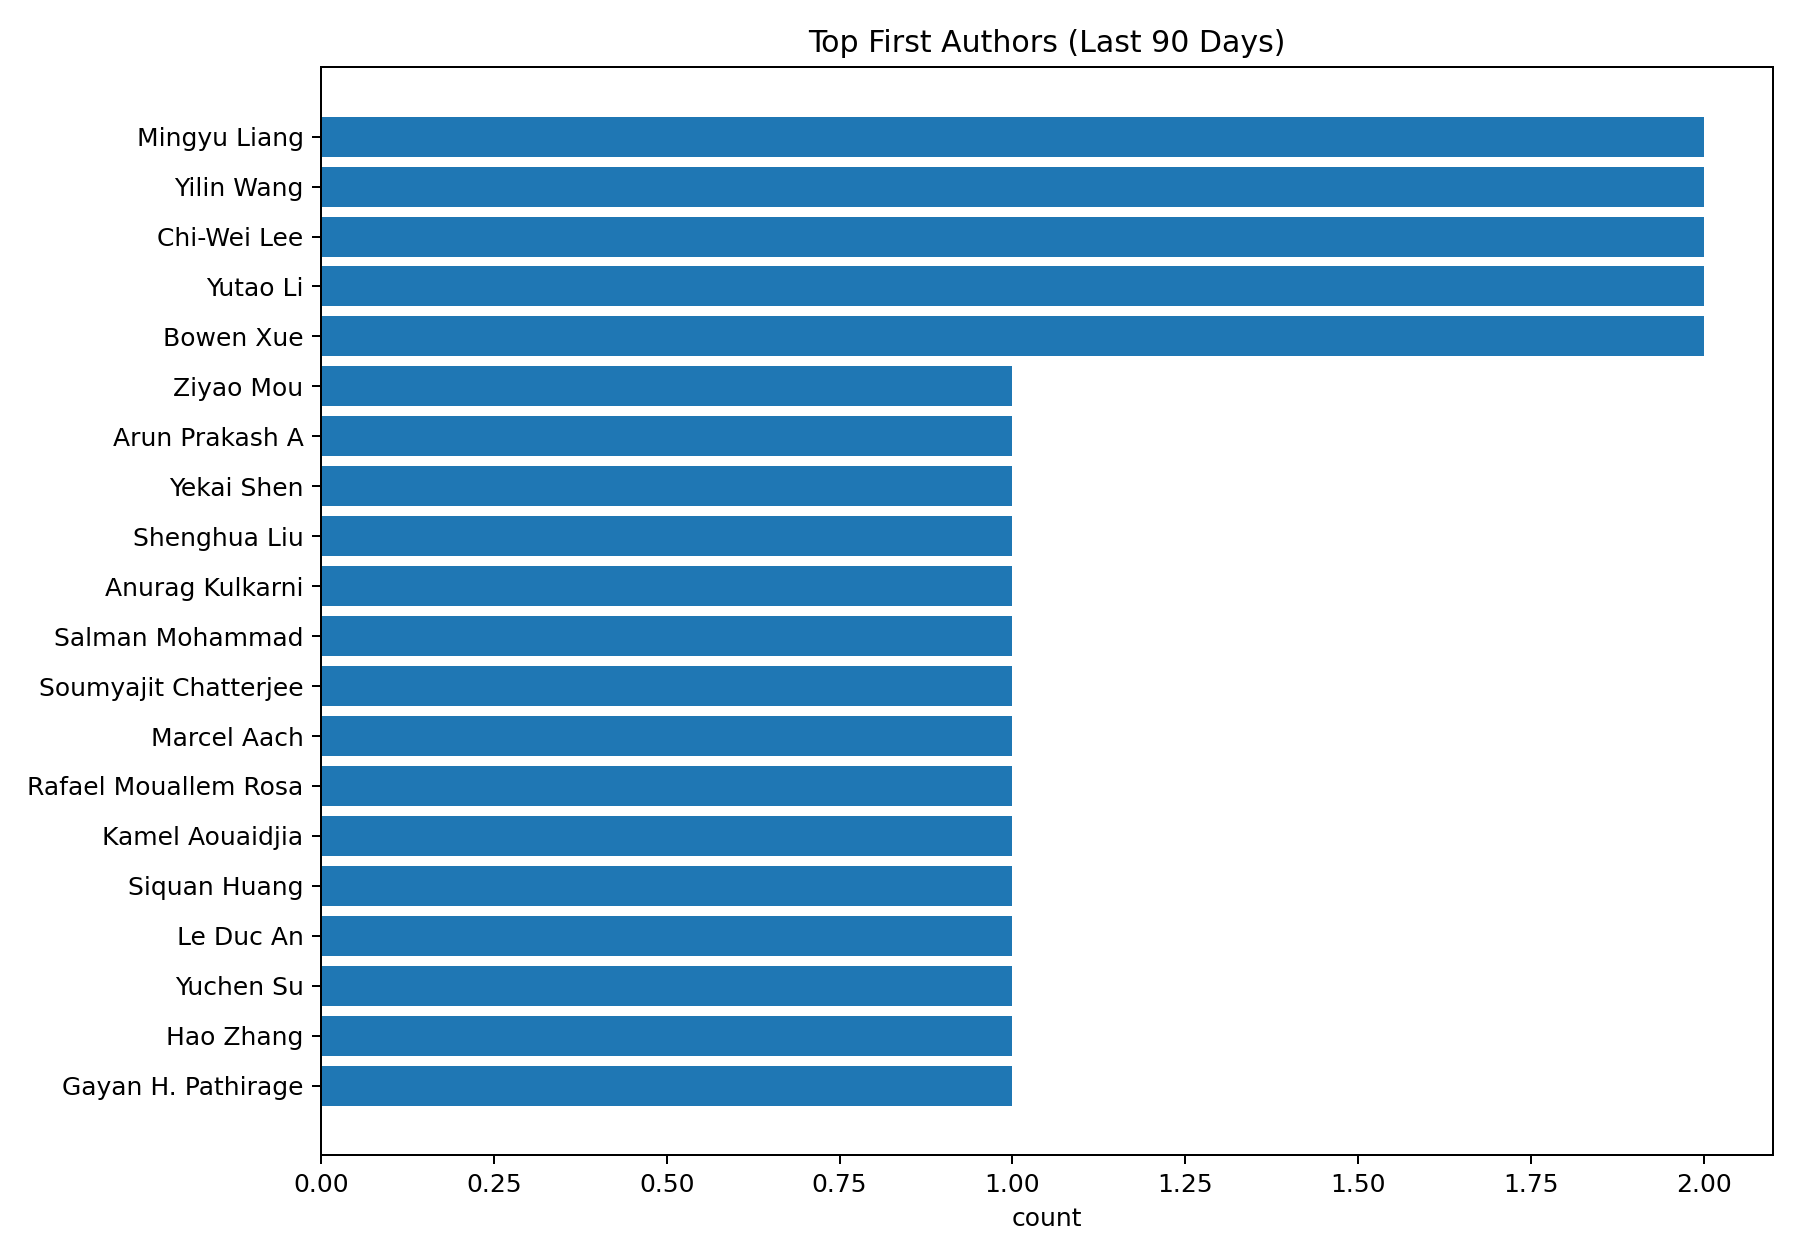 Top First Authors (Last 90 Days)
Mingyu Liang
Yilin Wang
Chi-Wei Lee
Yutao Li
Bowen Xue
Ziyao Mou
Arun Prakash A
Yekai Shen
Shenghua Liu
Anurag Kulkarni
Salman Mohammad
Soumyajit Chatterjee
Marcel Aach
Rafael Mouallem Rosa
Kamel Aouaidjia
Siquan Huang
Le Duc An
Yuchen Su
Hao Zhang
Gayan H. Pathirage
0.00 0.25 0.50 0.75 1.00 1.25 1.50 1.75 2.00
count